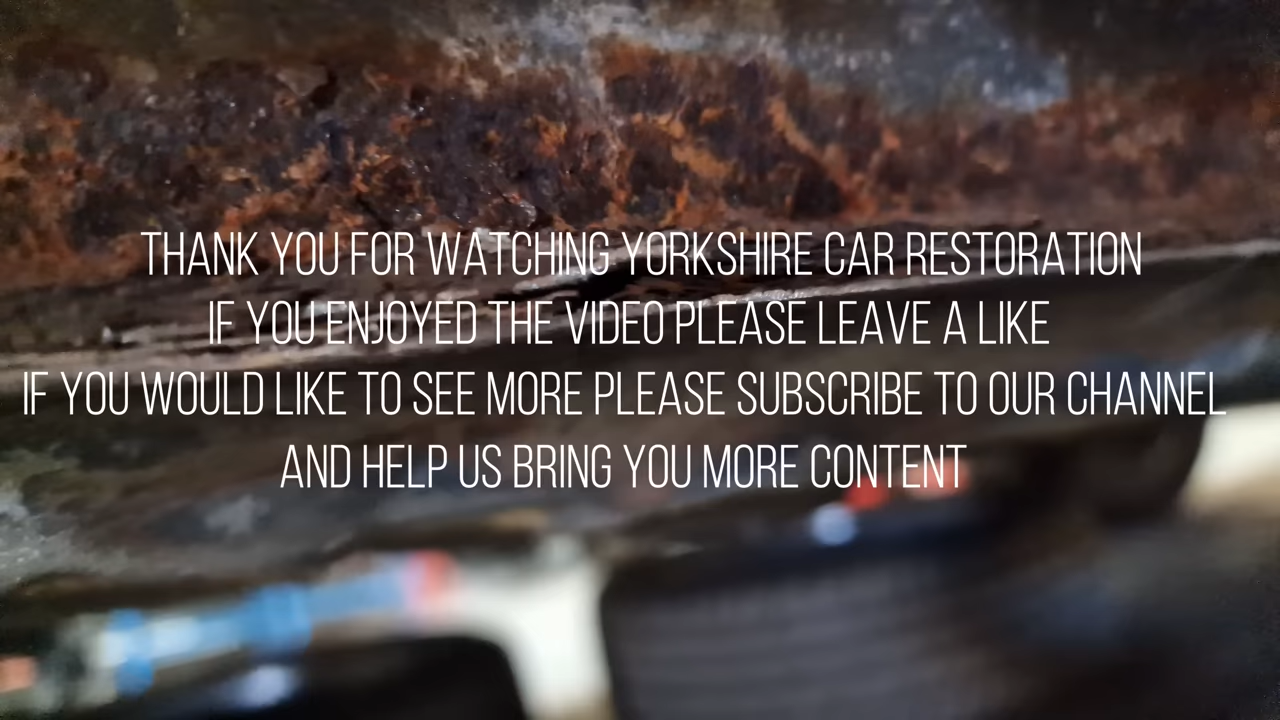 THANK YOU FOR WATCHING YORKSHIRE CAR RESTORATION
IF YOU ENJOYED THE VIDEO PLEASE LEAVE A LIKE
IF YOU WOULD LIKE TO SEE MORE PLEASE SUBSCRIBE TO OUR CHANNEL
AND HELP US BRING YOU MORE CONTENT